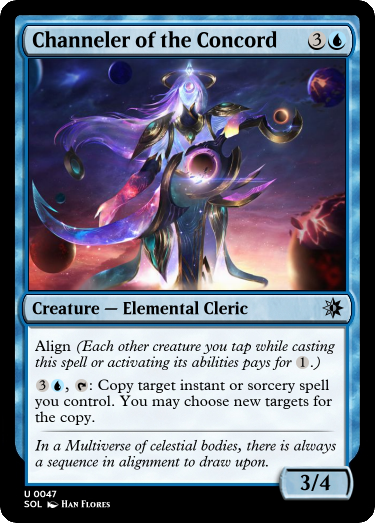 Channeler of the Concord 3
Creature — Elemental Cleric
Align (Each other creature you tap while casting
this spell or activating its abilities pays for 1.)
3, : Copy target instant or sorcery spell
you control. You may choose new targets for
the copy.
In a Multiverse of celestial bodies, there is always
a sequence in alignment to draw upon.
3/4
U 0047
SOL Han Flores